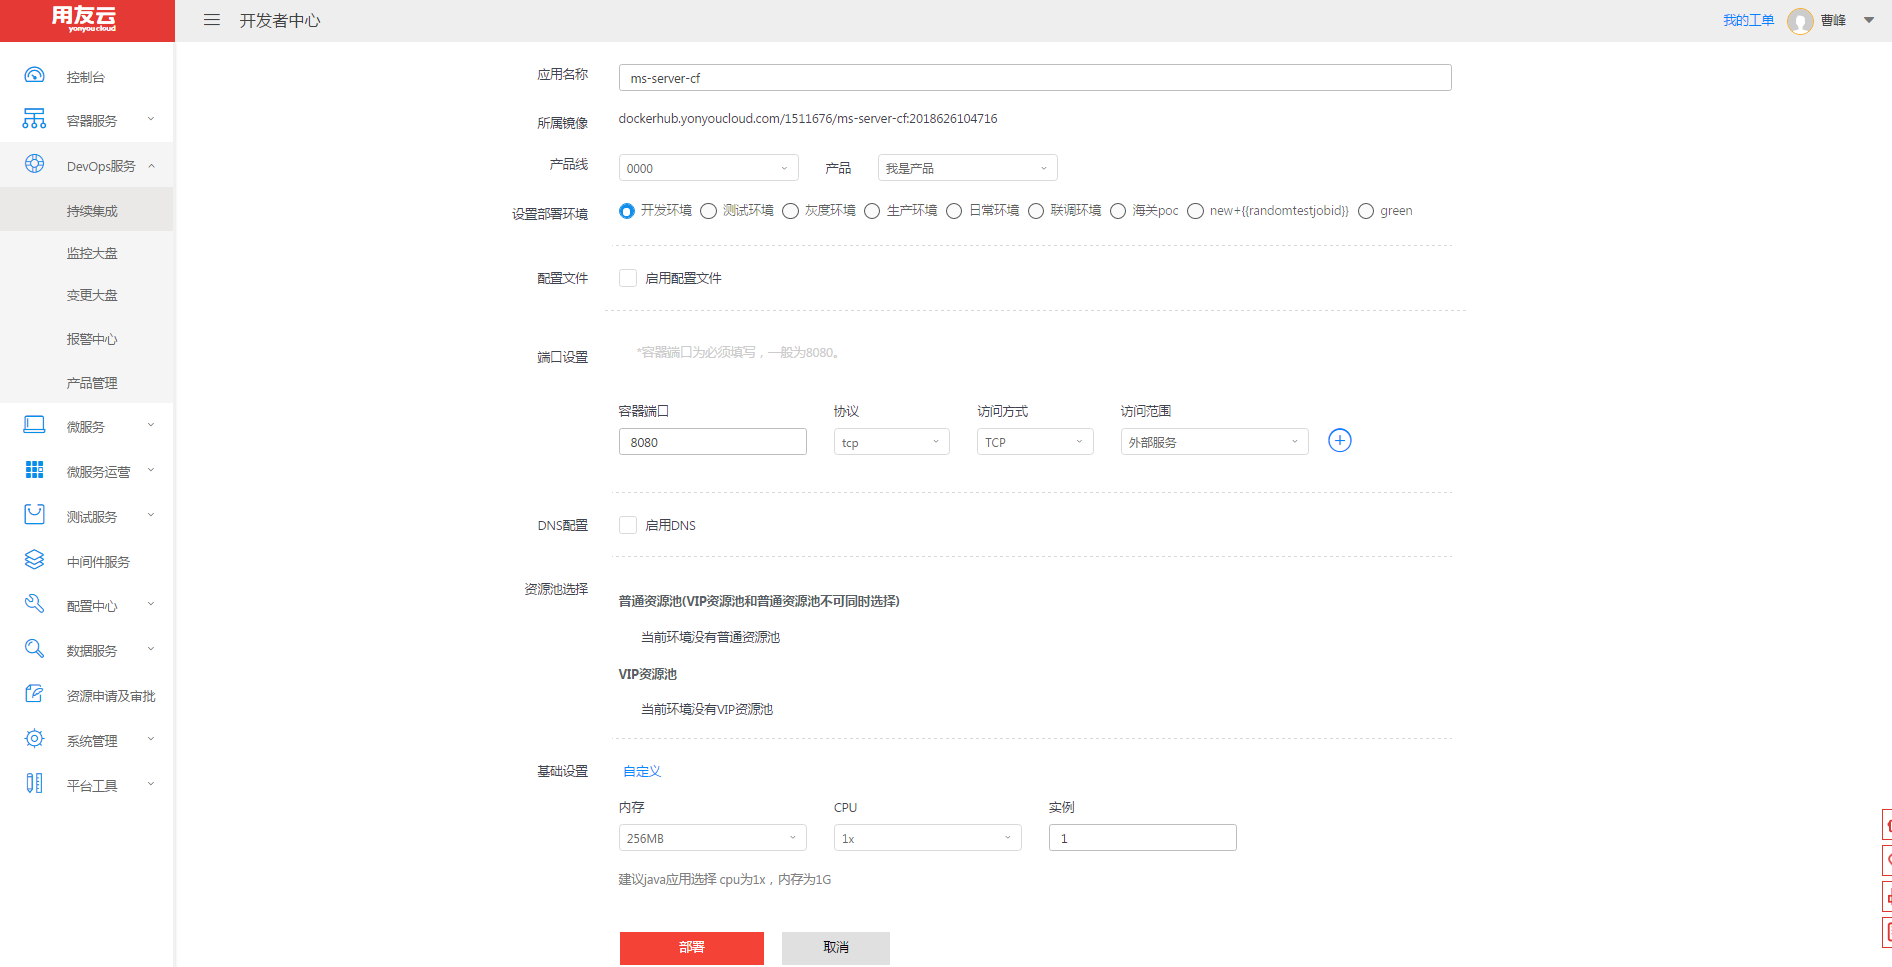 用友云
yonyoucloud
开发者中心
我的工单
曹峰
控制台
容器服务
DevOps服务
持续集成
监控大盘
变更大盘
报警中心
产品管理
微服务
微服务运营
测试服务
中间件服务
配置中心
数据服务
资源申请及审批
系统管理
平台工具
应用名称 ms-server-cf
所属镜像 dockerhub.yonyoucloud.com/1511676/ms-server-cf:2018626104716
产品线 0000 产品 我是产品
设置部署环境 开发环境 测试环境 灰度环境 生产环境 日常环境 联调环境 海关poc new+{{randomtestjobid}} green
配置文件 启用配置文件
端口设置 *容器端口为必须填写，一般为8080。
容器端口 协议 访问方式 访问范围
8080 tcp TCP 外部服务
DNS配置 启用DNS
资源池选择
普通资源池(VIP资源池和普通资源池不可同时选择)
当前环境没有普通资源池
VIP资源池
当前环境没有VIP资源池
基础设置 自定义
内存 CPU 实例
256MB 1x 1
建议java应用选择 cpu为1x，内存为1G
部署 取消